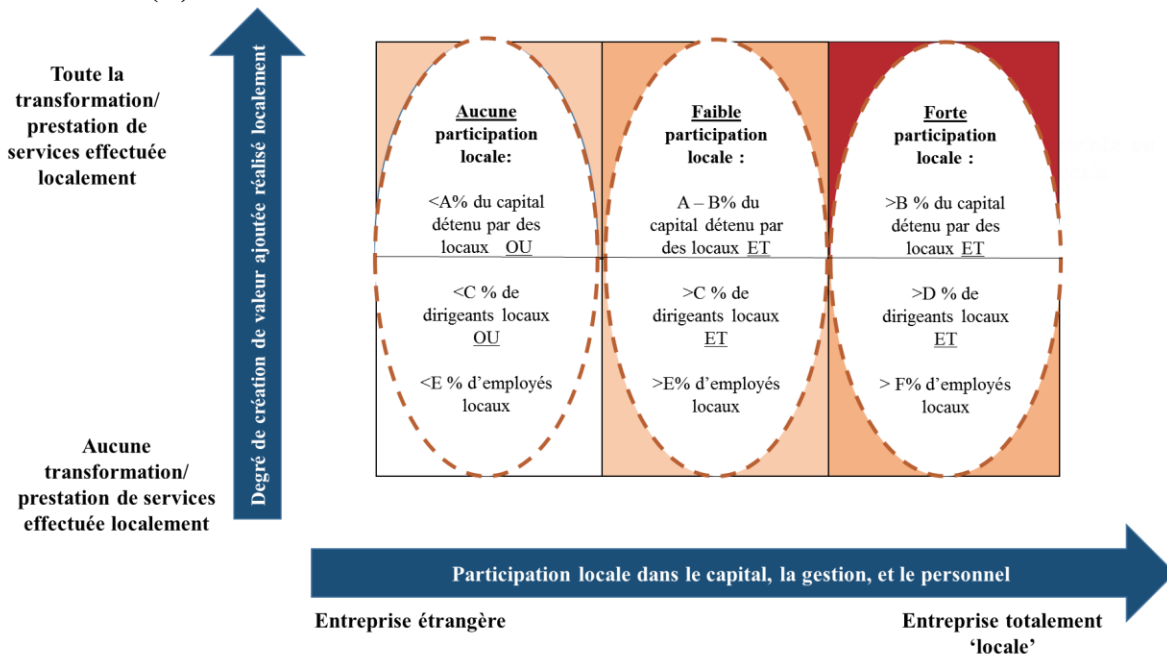 Toute la
transformation/
prestation de
services effectuée
localement
Aucune
transformation/
prestation de services
effectuée localement
Degré de création de valeur ajoutée réalisé localement
Aucune
participation
locale:
<A% du capital
détenu par des
locaux OU
<C % de
dirigeants locaux
OU
<E % d’employés
locaux
Faible
participation
locale :
A – B% du
capital détenu par
des locaux ET
>C % de
dirigeants locaux
ET
>E% d’employés
locaux
Forte
participation
locale :
>B % du capital
détenu par des
locaux ET
>D % de
dirigeants locaux
ET
> F% d’employés
locaux
Participation locale dans le capital, la gestion, et le personnel
Entreprise étrangère
Entreprise totalement
‘locale’